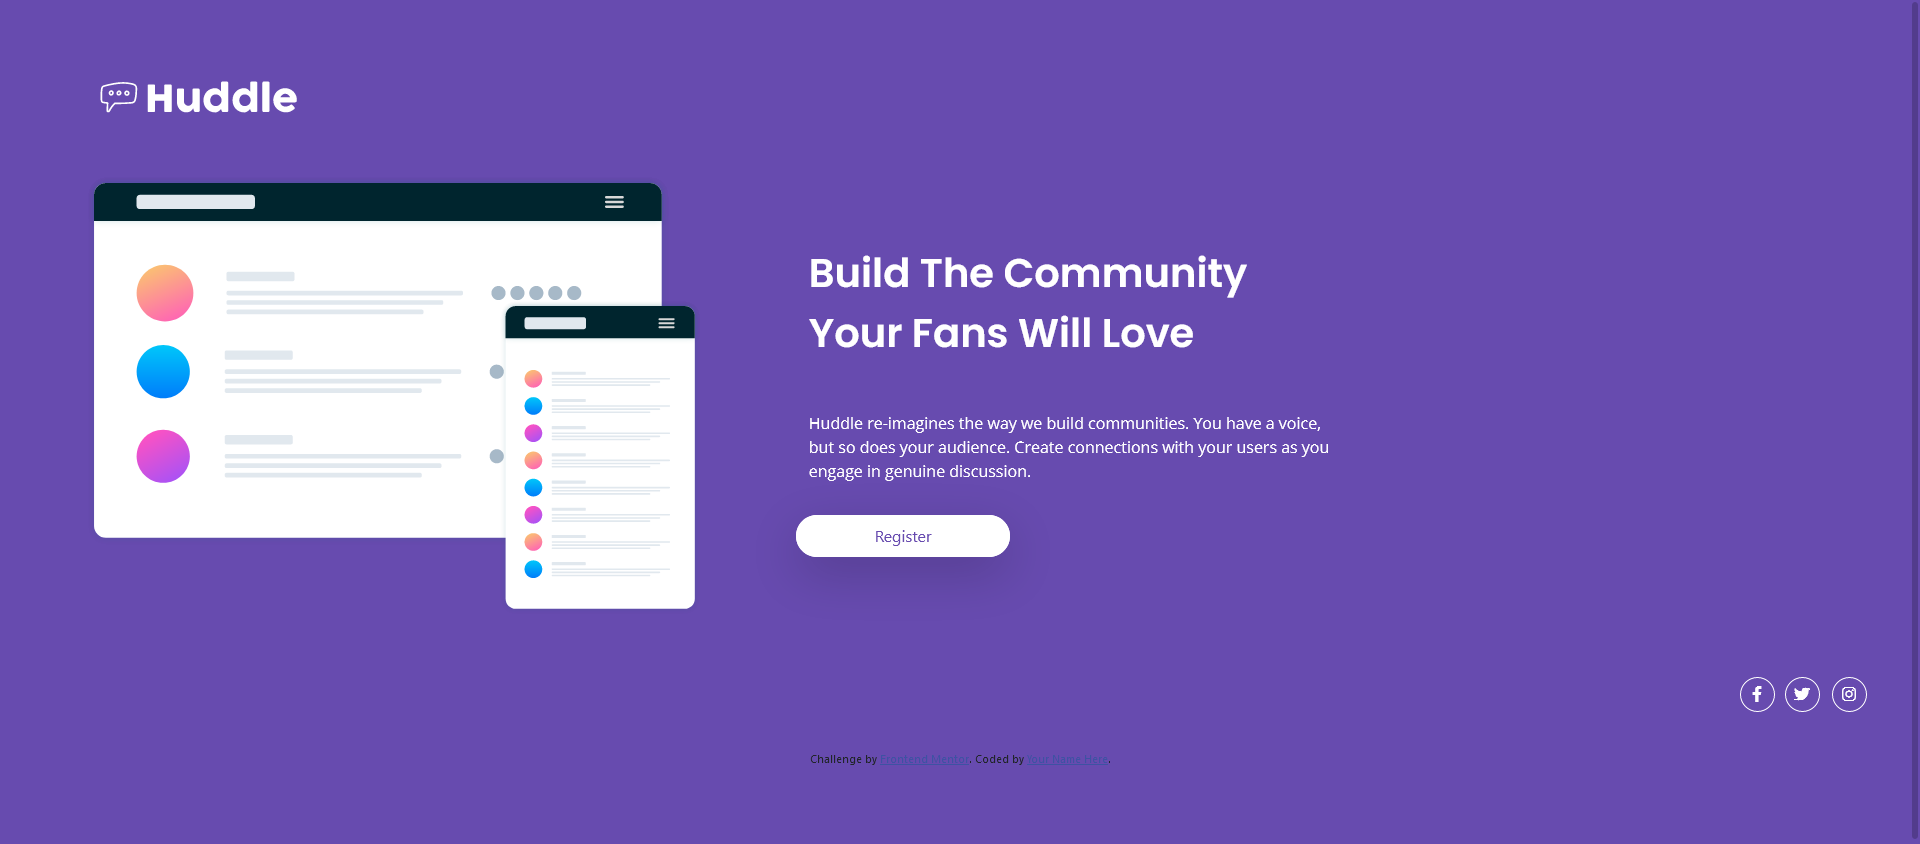 Huddle
Build The Community
Your Fans Will Love
Huddle re-imagines the way we build communities. You have a voice,
but so does your audience. Create connections with your users as you
engage in genuine discussion.
Register
Challenge by Frontend Mentor. Coded by Your Name Here.